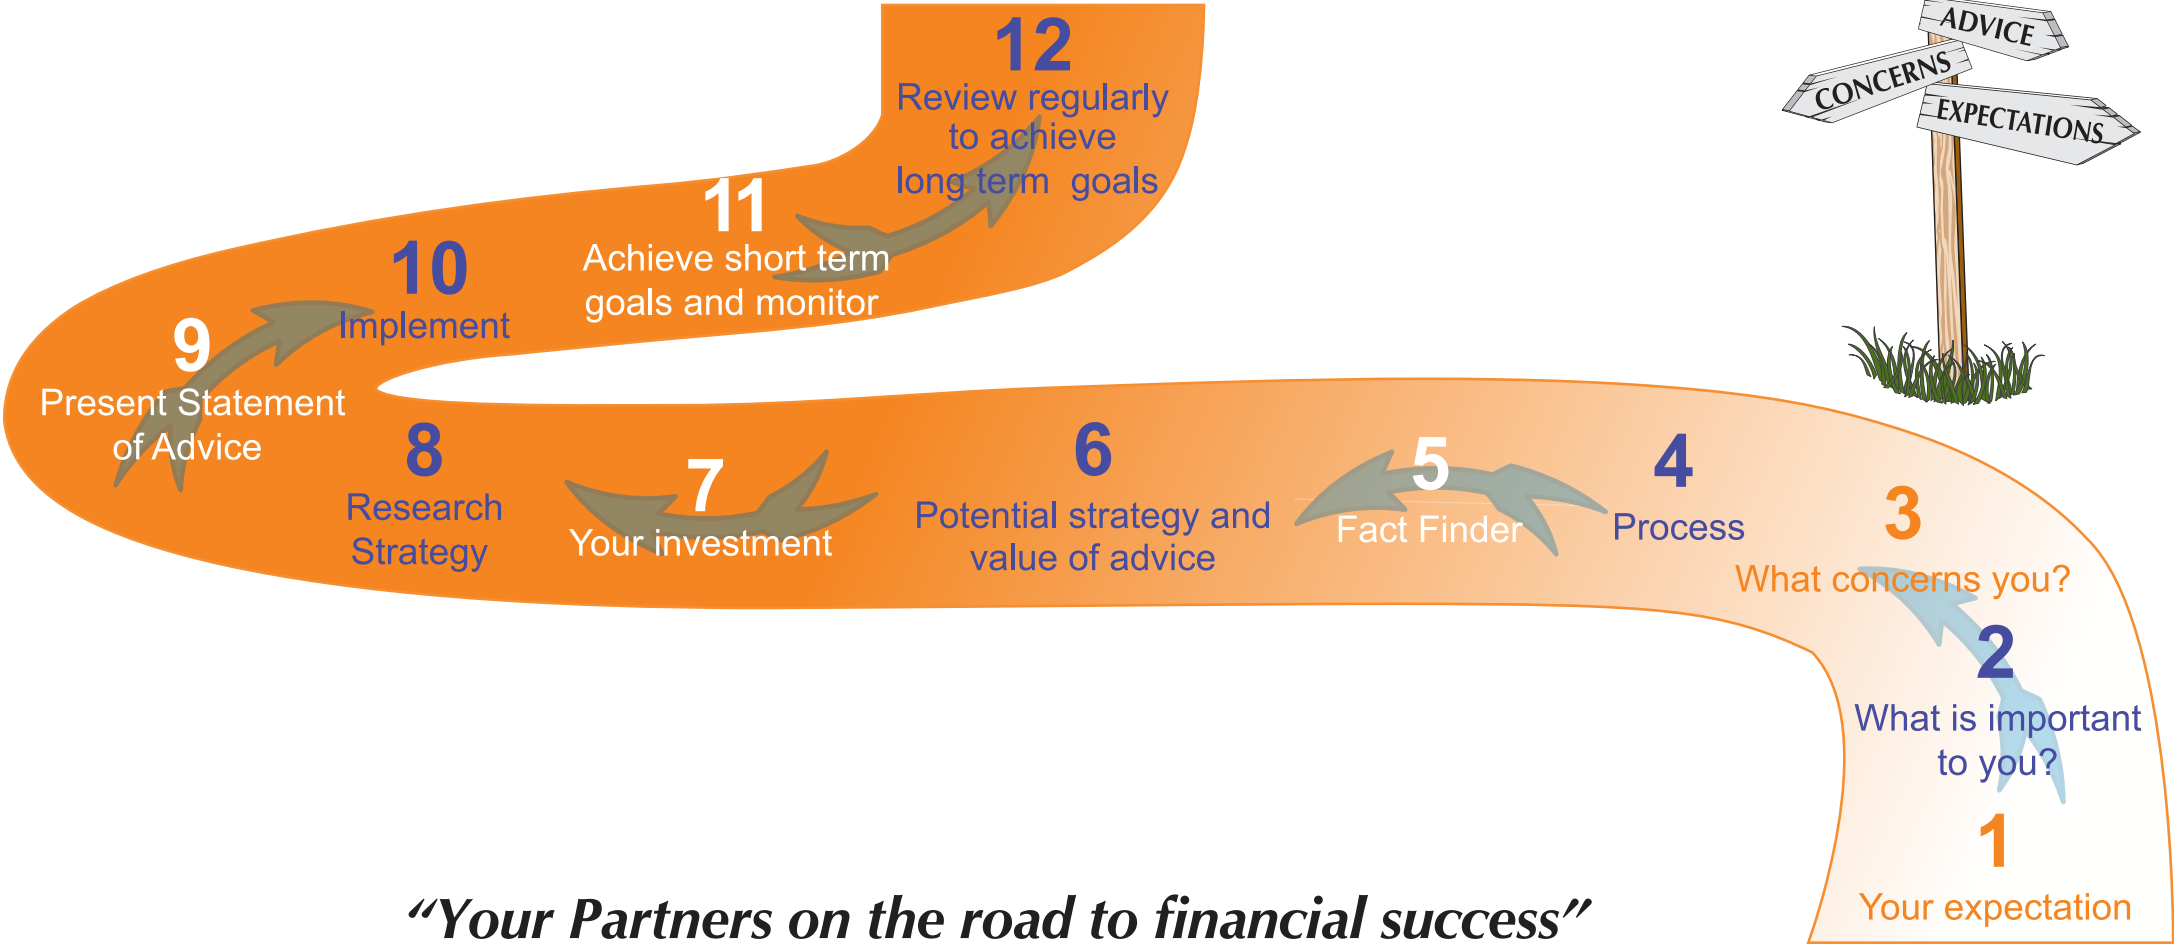 12
Review regularly
to achieve
long term goals
ADVICE
CONCERNS
EXPECTATIONS
11
Achieve short term
goals and monitor
10
Implement
9
Present Statement
of Advice
8
Research
Strategy
7
Your investment
6
Potential strategy and
value of advice
5
Fact Finder
4
Process
3
What concerns you?
2
What is important
to you?
1
Your expectation
“Your Partners on the road to financial success”